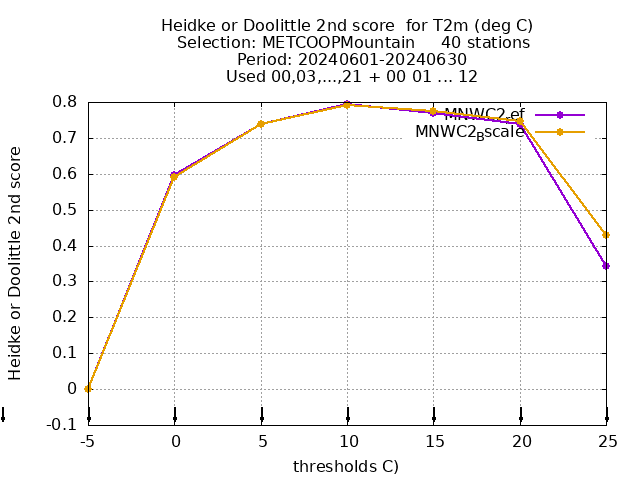 Heidke or Doolittle 2nd score for T2m (deg C)
Selection: METCOOPMountain 40 stations
Period: 20240601-20240630
Used 00,03,...,21 + 00 01 ... 12
Heidke or Doolittle 2nd score
0.8
0.7
0.6
0.5
0.4
0.3
0.2
0.1
0
-0.1
MNWC2ref
MNWC2Bscale
-5 0 5 10 15 20 25
thresholds C)